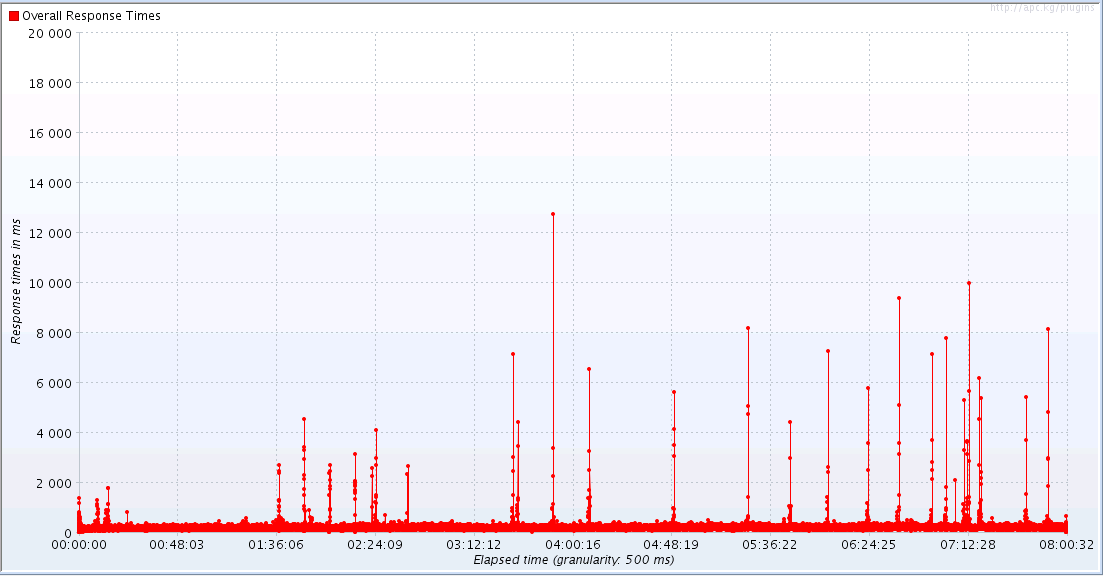 http://apc.kg/plugins
Overall Response Times
20 000
18 000
16 000
14 000
12 000
10 000
8 000
6 000
4 000
2 000
0
Response times in ms
00:00:00 00:48:03 01:36:06 02:24:09 03:12:12 04:00:16 04:48:19 05:36:22 06:24:25 07:12:28 08:00:32
Elapsed time (granularity: 500 ms)